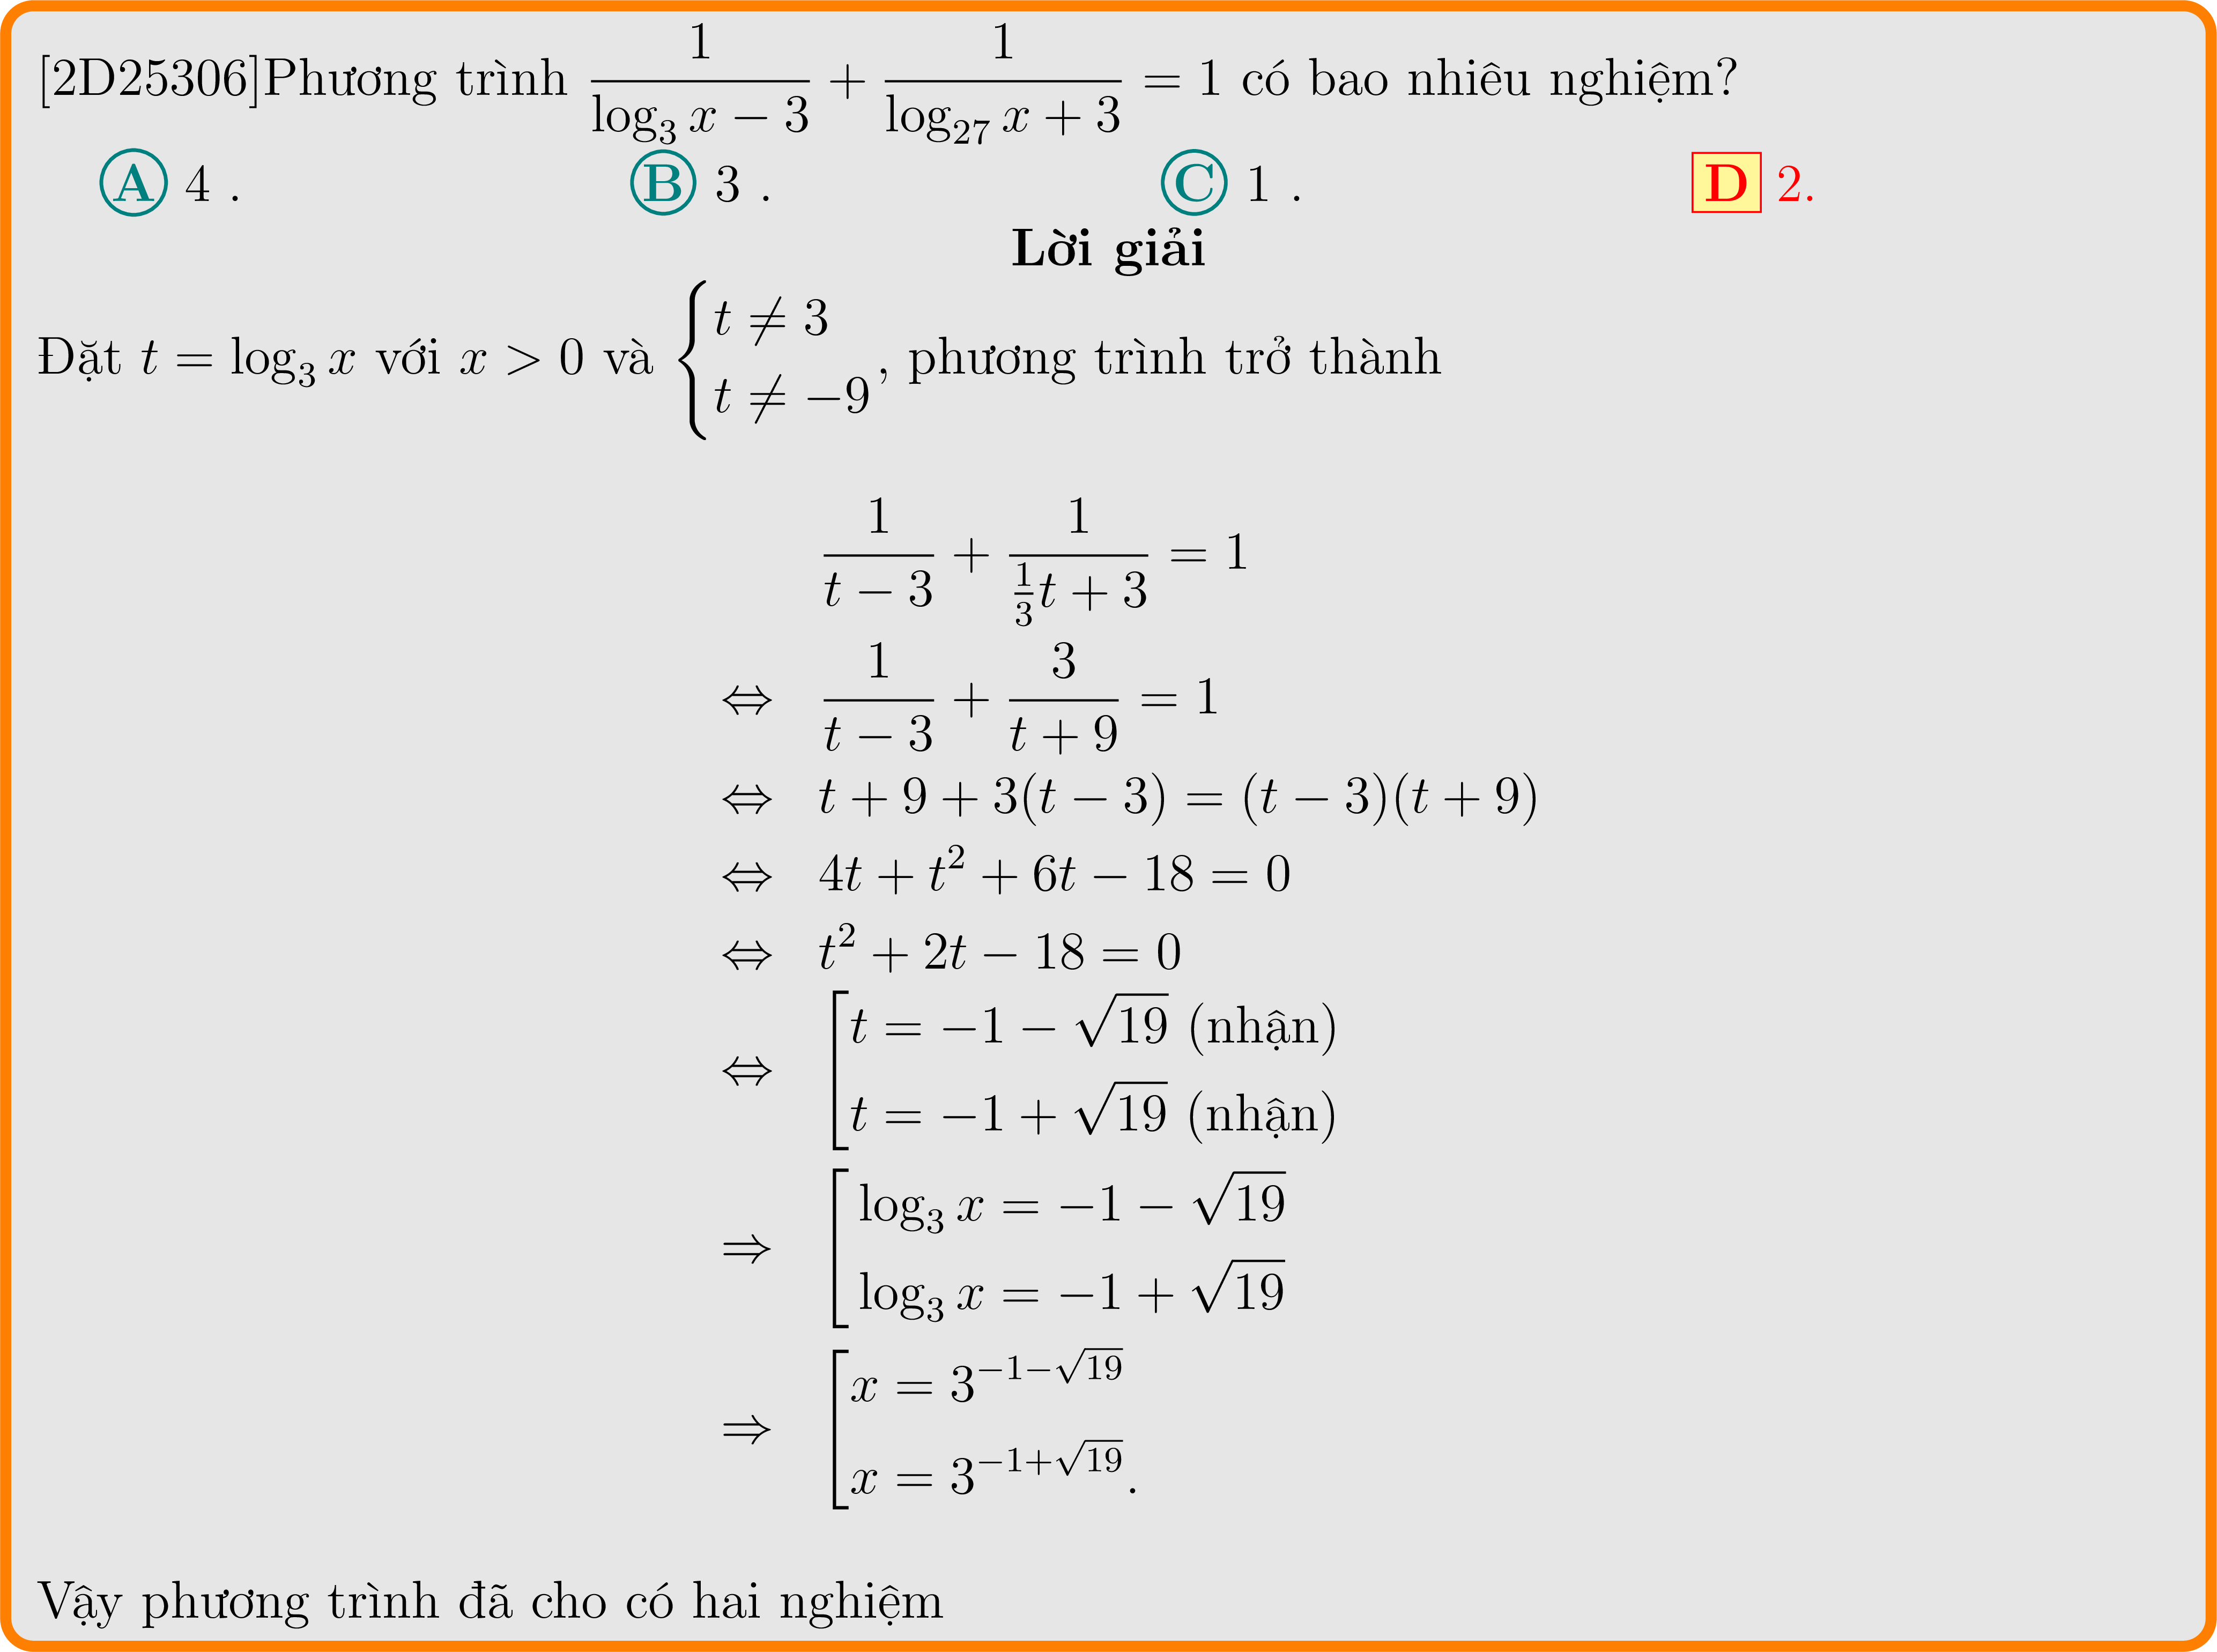 [2D25306]Phương trình $\dfrac{1}{\log_3 x - 3} + \dfrac{1}{\log_{27} x + 3} = 1$ có bao nhiêu nghiệm?
A 4 . B 3 . C 1 . D 2.
Lời giải
Đặt $t = \log_3 x$ với $x > 0$ và $\begin{cases} t \neq 3 \\ t \neq -9 \end{cases}$, phương trình trở thành
$\dfrac{1}{t - 3} + \dfrac{1}{\frac{1}{3}t + 3} = 1$
$\Leftrightarrow \dfrac{1}{t - 3} + \dfrac{3}{t + 9} = 1$
$\Leftrightarrow t + 9 + 3(t - 3) = (t - 3)(t + 9)$
$\Leftrightarrow 4t + t^2 + 6t - 18 = 0$
$\Leftrightarrow t^2 + 2t - 18 = 0$
$\Leftrightarrow \left[\begin{array}{l} t = -1 - \sqrt{19} \text{ (nhận)} \\ t = -1 + \sqrt{19} \text{ (nhận)} \end{array}\right.$
$\Rightarrow \left[\begin{array}{l} \log_3 x = -1 - \sqrt{19} \\ \log_3 x = -1 + \sqrt{19} \end{array}\right.$
$\Rightarrow \left[\begin{array}{l} x = 3^{-1-\sqrt{19}} \\ x = 3^{-1+\sqrt{19}}. \end{array}\right.$
Vậy phương trình đã cho có hai nghiệm